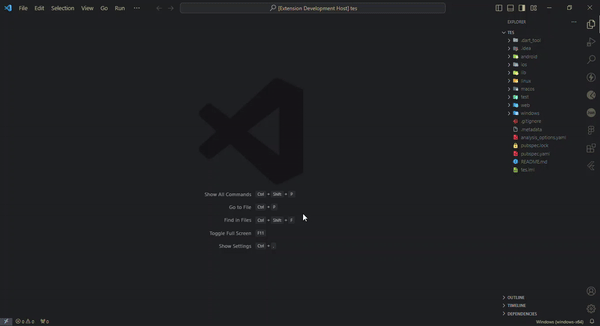 File Edit Selection View Go Run ···
[Extension Development Host] tes
EXPLORER
TES
.dart_tool
.idea
android
ios
lib
linux
macos
test
web
windows
.gitignore
.metadata
analysis_options.yaml
pubspec.lock
pubspec.yaml
README.md
tes.iml
Show All Commands Ctrl + Shift + P
Go to File Ctrl + P
Find in Files Ctrl + Shift + F
Toggle Full Screen F11
Show Settings Ctrl + ,
OUTLINE
TIMELINE
DEPENDENCIES
0 0 0
Windows (windows-x64)